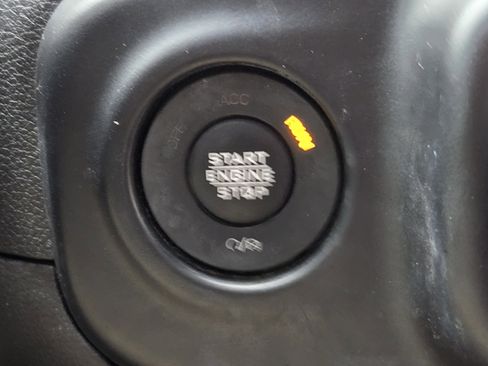 ACC
OFF
RUN
START
ENGINE
STOP